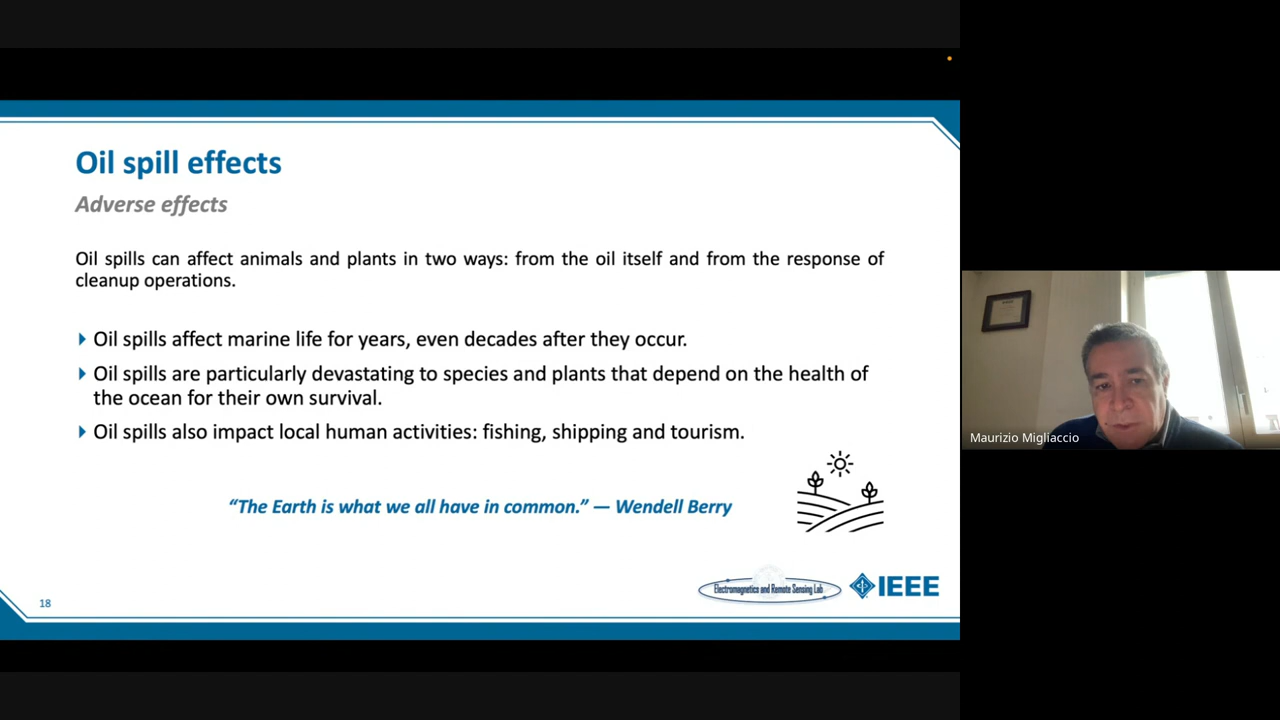 Oil spill effects
Adverse effects
Oil spills can affect animals and plants in two ways: from the oil itself and from the response of
cleanup operations.
Oil spills affect marine life for years, even decades after they occur.
Oil spills are particularly devastating to species and plants that depend on the health of
the ocean for their own survival.
Oil spills also impact local human activities: fishing, shipping and tourism.
“The Earth is what we all have in common.” — Wendell Berry
Electromagnetics and Remote Sensing Lab
IEEE
18
Maurizio Migliaccio